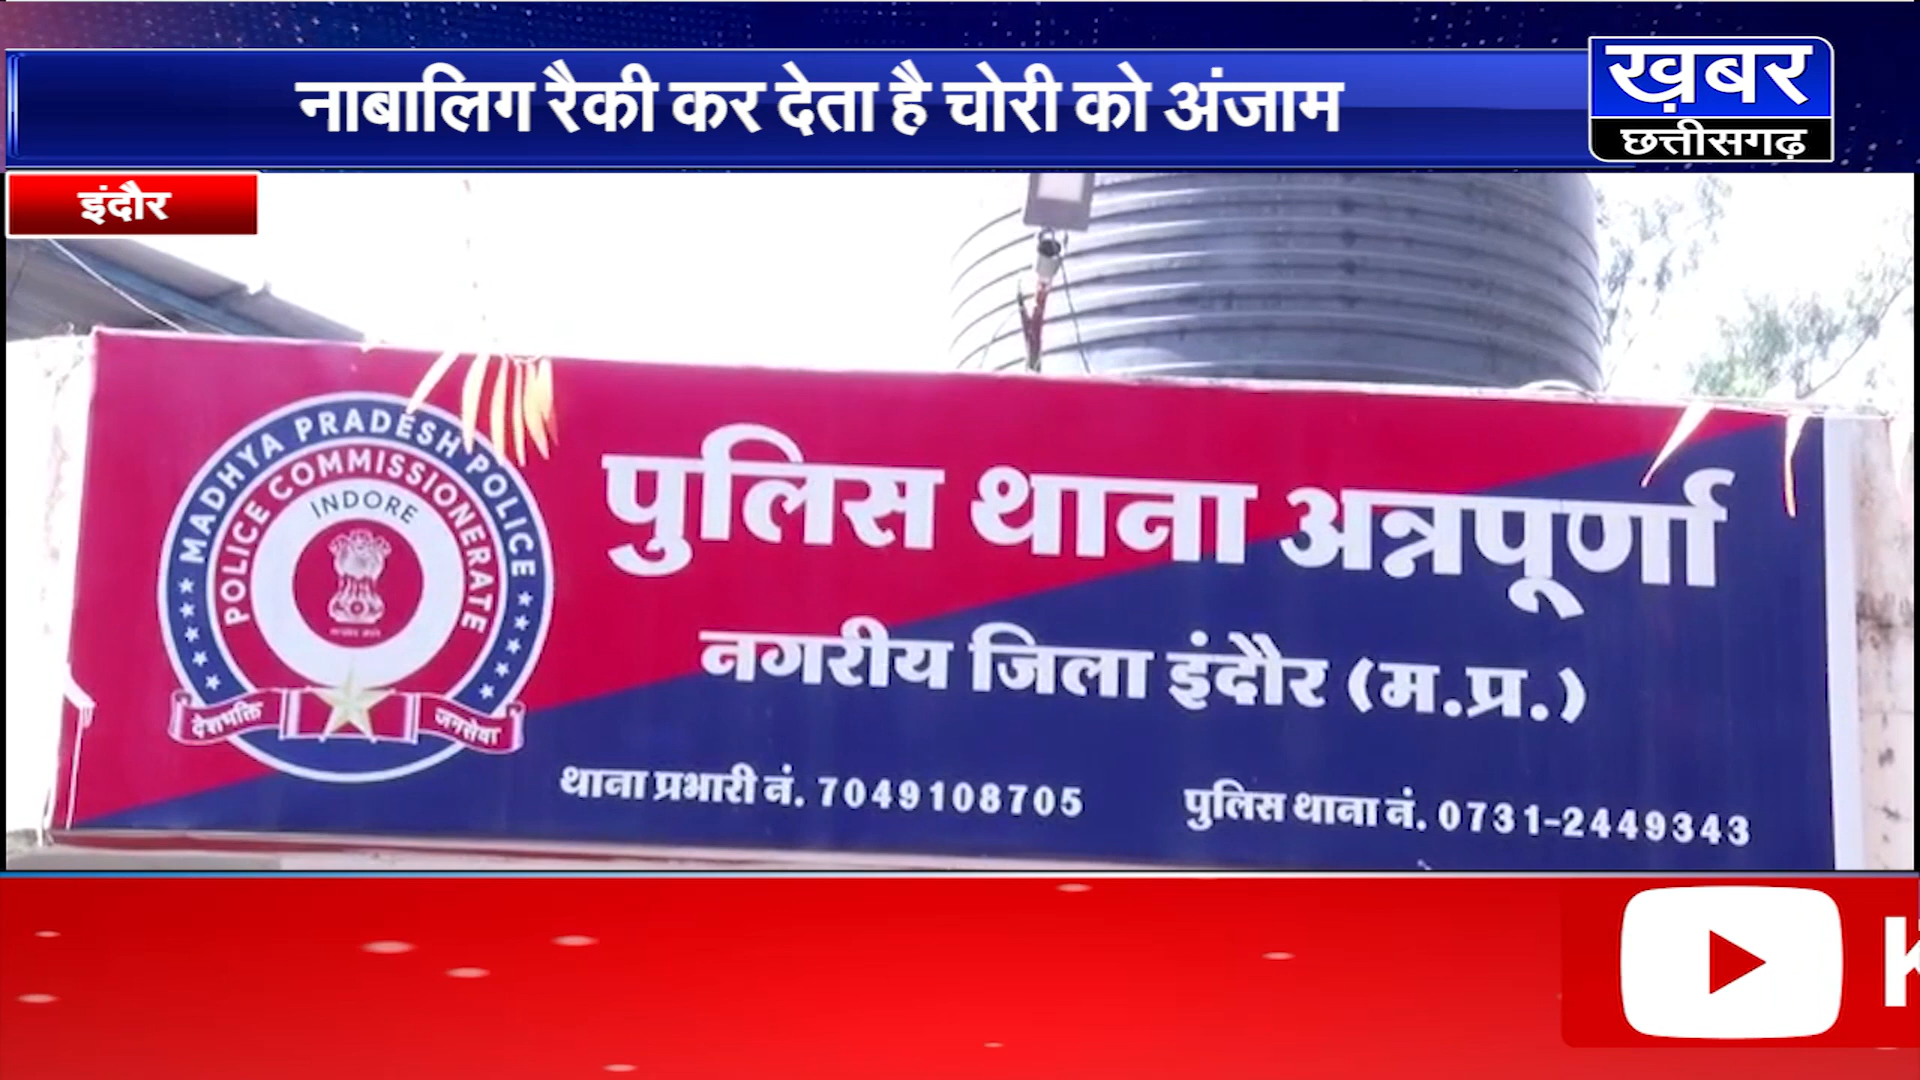 नाबालिग रैकी कर देता है चोरी को अंजाम
ख़बर
छत्तीसगढ़
इंदौर
MADHYA PRADESH POLICE
POLICE COMMISSIONERATE
INDORE
देशभक्ति जनसेवा
पुलिस थाना अन्नपूर्णा
नगरीय जिला इंदौर (म.प्र.)
थाना प्रभारी नं. 7049108705 पुलिस थाना नं. 0731-2449343